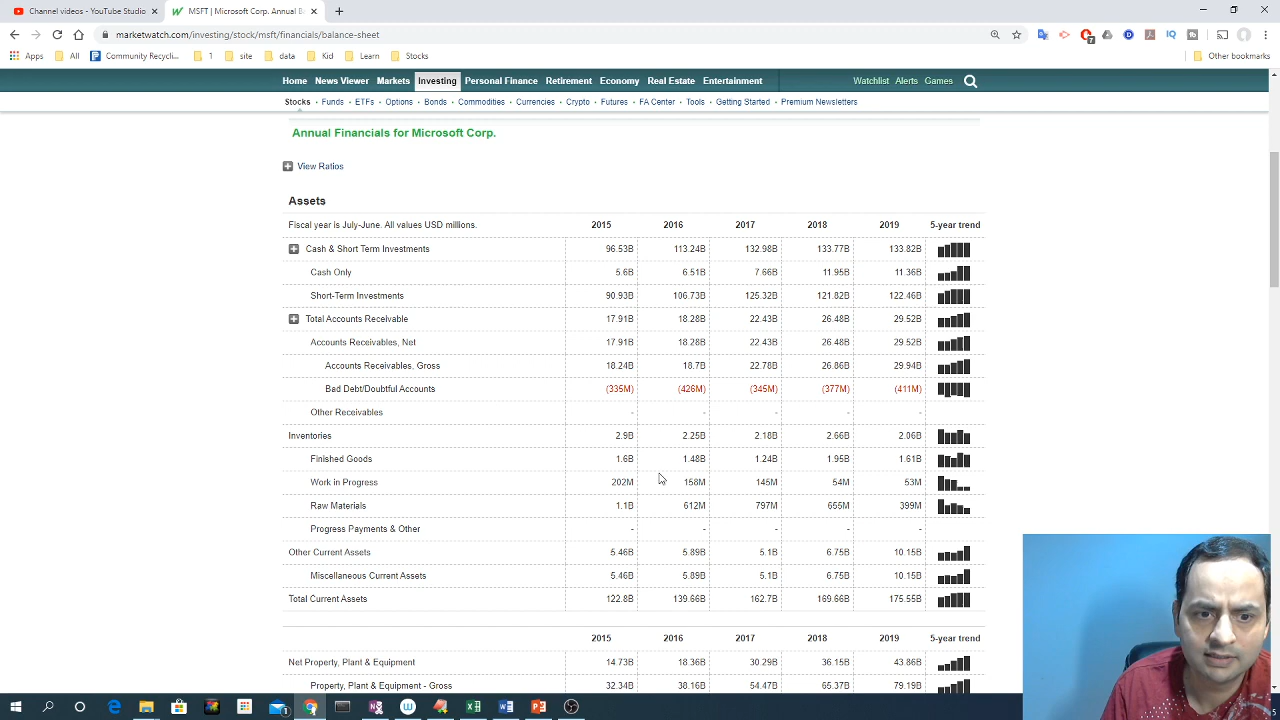 Channel videos - YouTube Studio
MSFT | Microsoft Corp. Annual Ba
marketwatch.com/investing/stock/msft/financials/balance-sheet
Apps All Community Recycli... 1 site data Kid Learn Stocks Other bookmarks
Home News Viewer Markets Investing Personal Finance Retirement Economy Real Estate Entertainment Watchlist Alerts Games
Stocks • Funds • ETFs • Options • Bonds • Commodities • Currencies • Crypto • Futures • FA Center • Tools • Getting Started • Premium Newsletters
Annual Financials for Microsoft Corp.
View Ratios
Assets
Fiscal year is July-June. All values USD millions. 2015 2016 2017 2018 2019 5-year trend
Cash & Short Term Investments 96.53B 113.24B 132.98B 133.77B 133.82B
Cash Only 5.6B 6.51B 7.66B 11.95B 11.36B
Short-Term Investments 90.93B 106.73B 125.32B 121.82B 122.46B
Total Accounts Receivable 17.91B 18.28B 22.43B 26.48B 29.52B
Accounts Receivables, Net 17.91B 18.28B 22.43B 26.48B 29.52B
Accounts Receivables, Gross 18.24B 18.7B 22.78B 26.86B 29.94B
Bad Debt/Doubtful Accounts (335M) (426M) (345M) (377M) (411M)
Other Receivables - - - - -
Inventories 2.9B 2.25B 2.18B 2.66B 2.06B
Finished Goods 1.6B 1.48B 1.24B 1.95B 1.61B
Work in Progress 202M 158M 145M 54M 53M
Raw Materials 1.1B 612M 797M 655M 399M
Progress Payments & Other - - - - -
Other Current Assets 5.46B 5.89B 5.1B 6.75B 10.15B
Miscellaneous Current Assets 5.46B 5.89B 5.1B 6.75B 10.15B
Total Current Assets 122.8B 139.66B 162.7B 169.66B 175.55B
2015 2016 2017 2018 2019 5-year trend
Net Property, Plant & Equipment 14.73B 18.36B 30.29B 36.15B 43.86B
Property, Plant & Equipment - Gross 32.34B 38.16B 54.47B 65.37B 79.19B